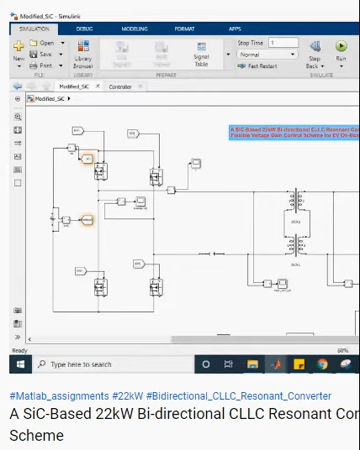 Modified_SiC - Simulink
SIMULATION DEBUG MODELING FORMAT APPS
New
Open
Save
Print
Library
Browser
Signal
Table
Stop Time 1
Normal
Fast Restart
Step
Back
Run
FILE LIBRARY PREPARE SIMULATE
Modified_SiC Controller
Modified_SiC
A SiC-Based 22kW Bi-directional CLLC Resonant Con
Flexible Voltage Gain Control Scheme for EV On-Boa
Ready 60%
Type here to search
#Matlab_assignments #22kW #Bidirectional_CLLC_Resonant_Converter
A SiC-Based 22kW Bi-directional CLLC Resonant Cor
Scheme